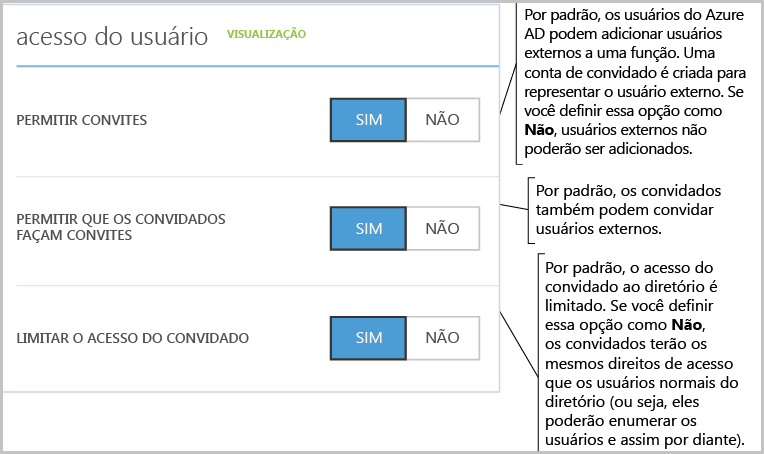 acesso do usuário VISUALIZAÇÃO
PERMITIR CONVITES
SIM NÃO
PERMITIR QUE OS CONVIDADOS
FAÇAM CONVITES
SIM NÃO
LIMITAR O ACESSO DO CONVIDADO
SIM NÃO
Por padrão, os usuários do Azure
AD podem adicionar usuários
externos a uma função. Uma
conta de convidado é criada para
representar o usuário externo. Se
você definir essa opção como
Não, usuários externos não
poderão ser adicionados.
Por padrão, os convidados
também podem convidar
usuários externos.
Por padrão, o acesso do
convidado ao diretório é
limitado. Se você definir
essa opção como Não,
os convidados terão os
mesmos direitos de acesso
que os usuários normais do
diretório (ou seja, eles
poderão enumerar os
usuários e assim por diante).